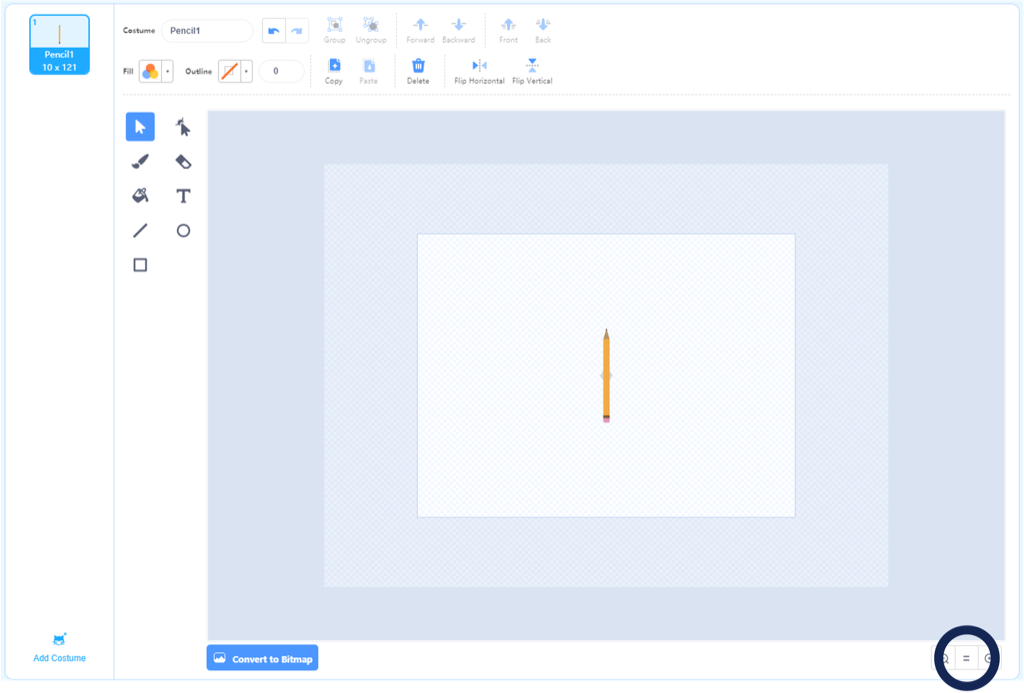 1
Pencil1
10 x 121
Costume Pencil1
Group Ungroup Forward Backward Front Back
Fill Outline 0
Copy Paste Delete Flip Horizontal Flip Vertical
T
Convert to Bitmap
=
Add Costume